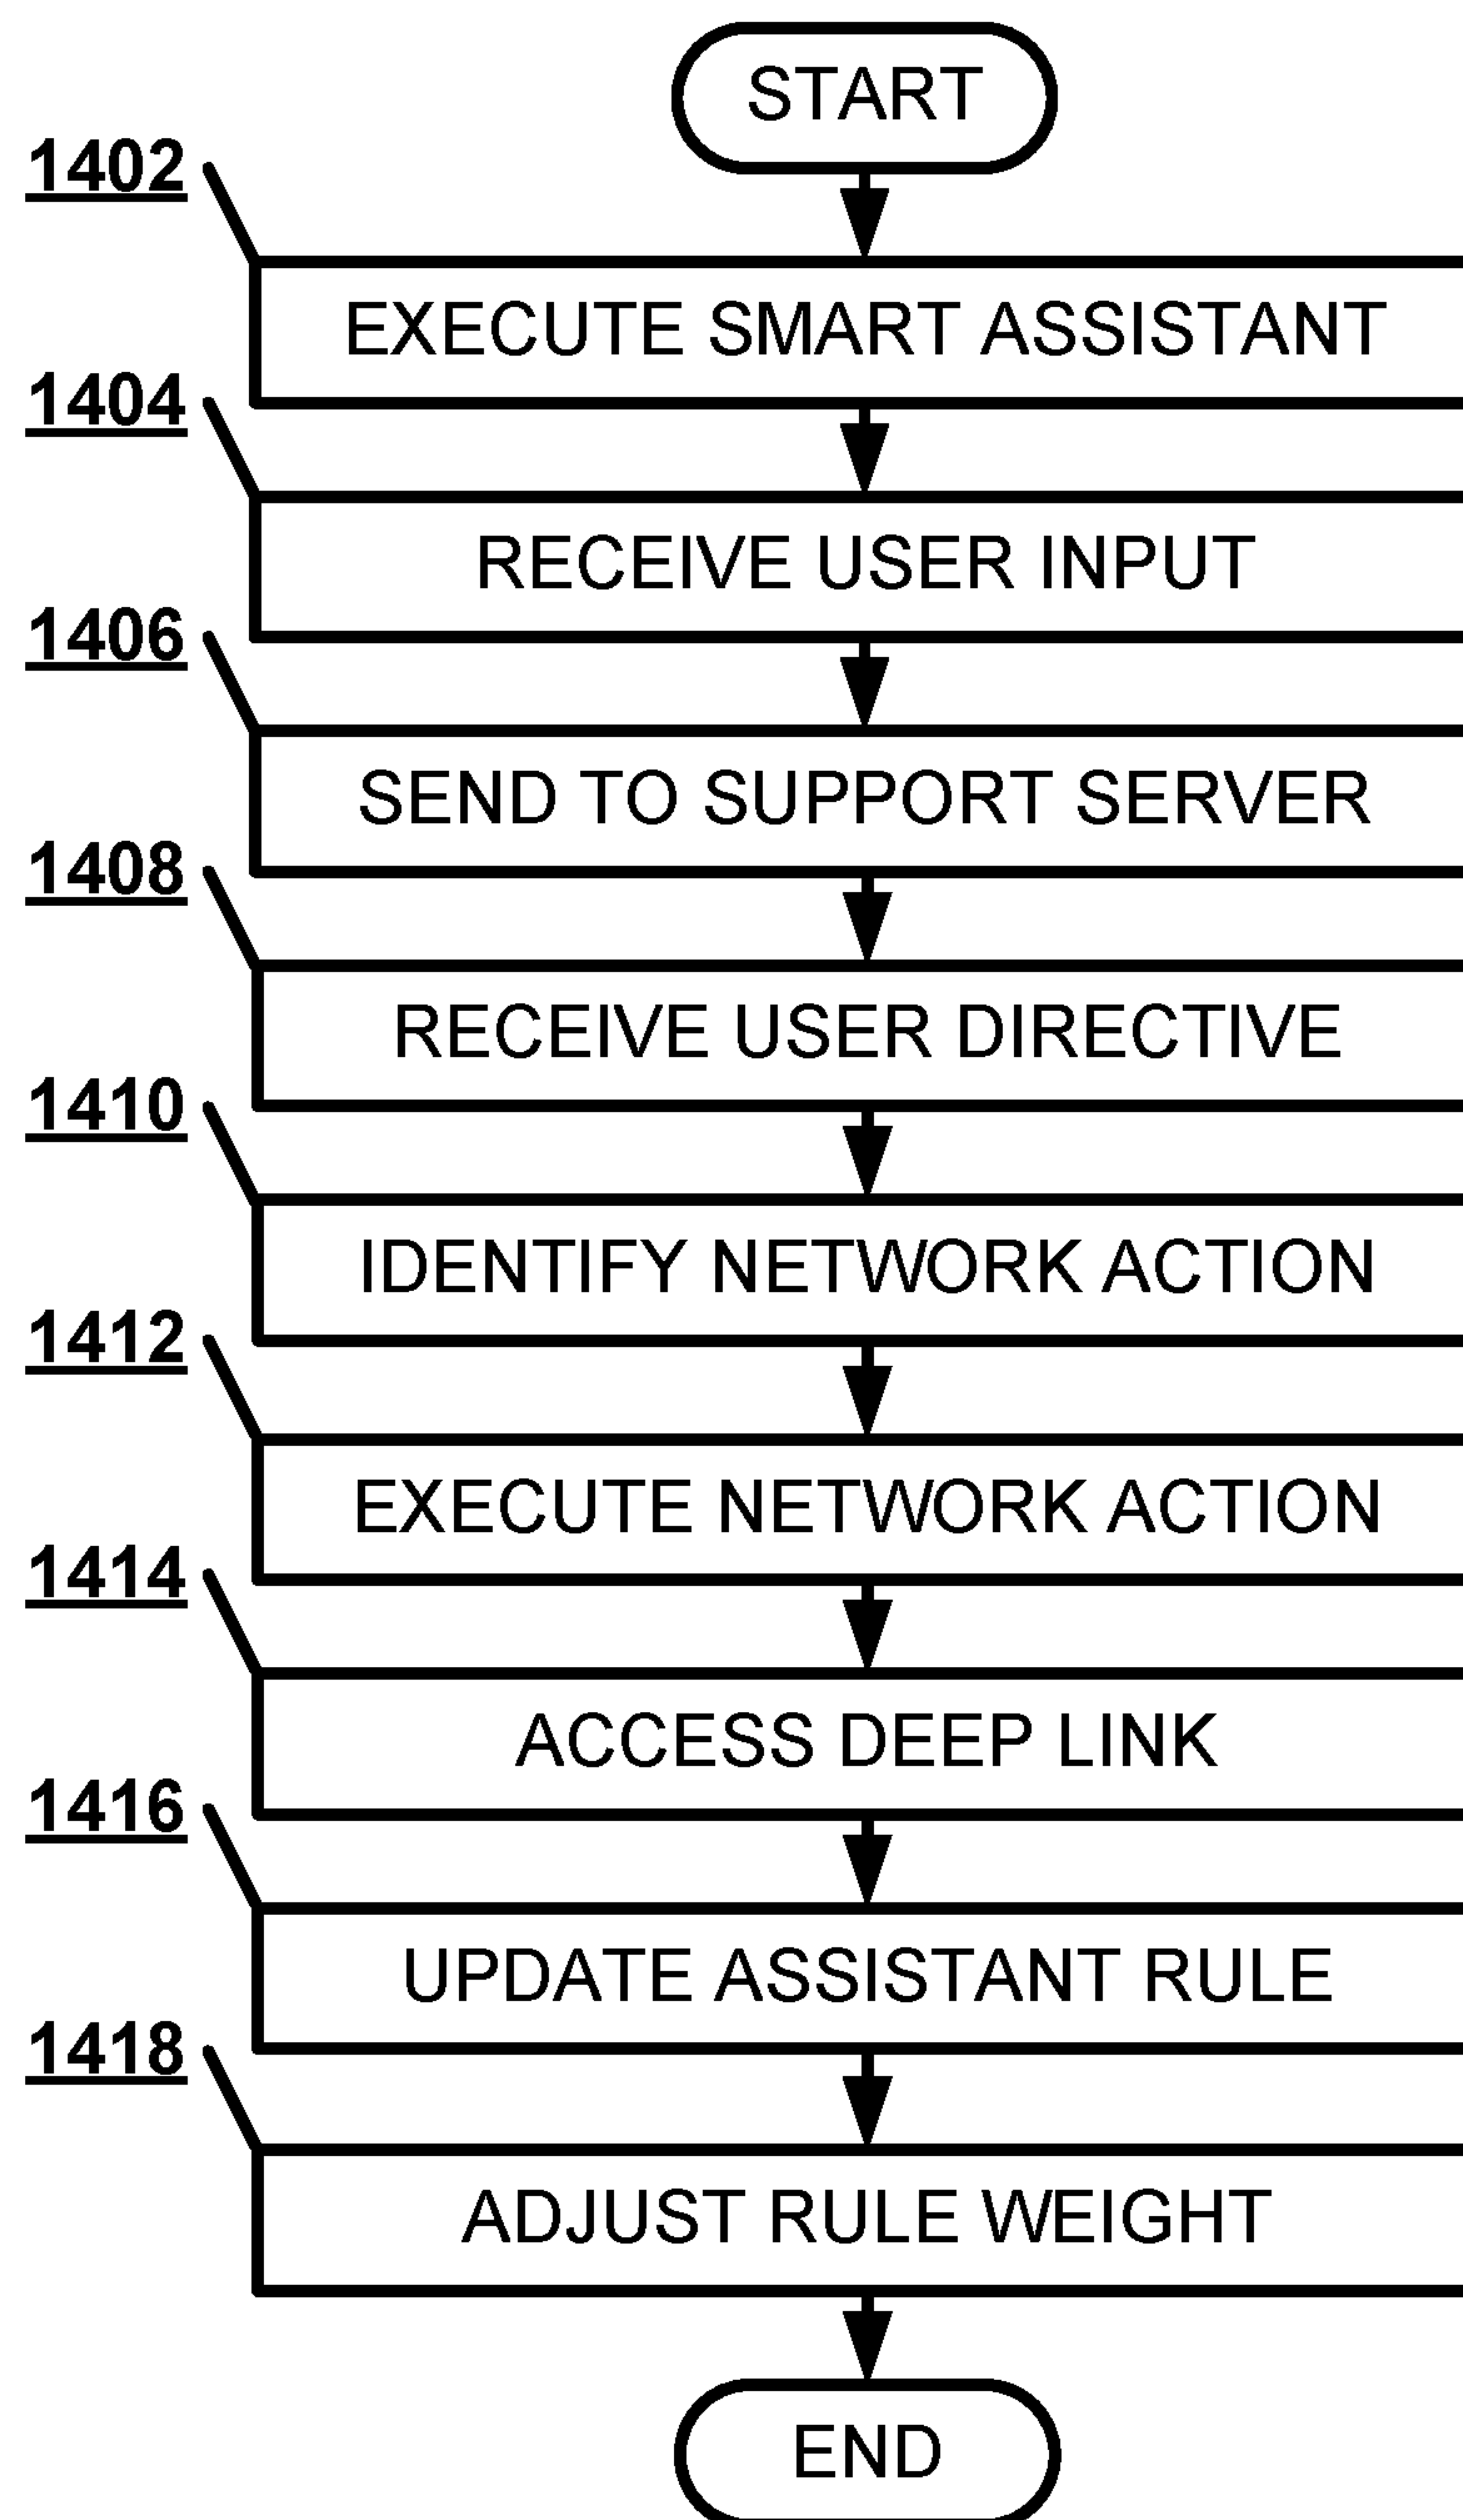 START
1402
EXECUTE SMART ASSISTANT
1404
RECEIVE USER INPUT
1406
SEND TO SUPPORT SERVER
1408
RECEIVE USER DIRECTIVE
1410
IDENTIFY NETWORK ACTION
1412
EXECUTE NETWORK ACTION
1414
ACCESS DEEP LINK
1416
UPDATE ASSISTANT RULE
1418
ADJUST RULE WEIGHT
END